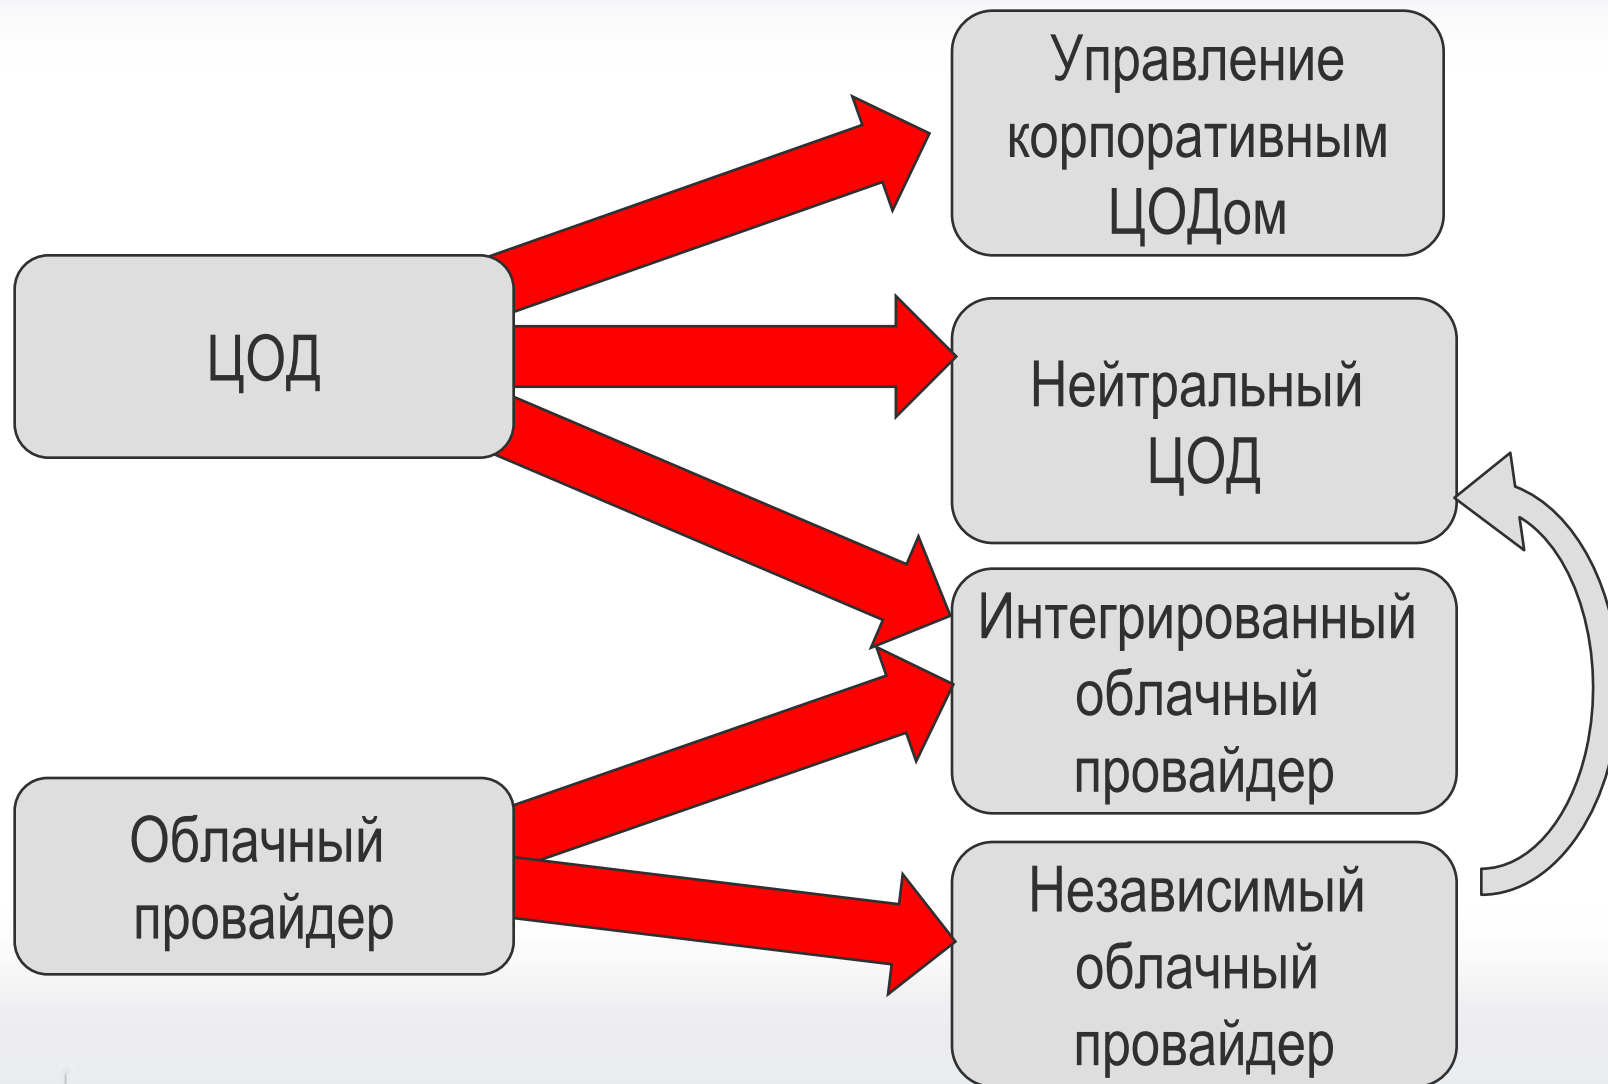 ЦОД
Облачный
провайдер
Управление
корпоративным
ЦОДом
Нейтральный
ЦОД
Интегрированный
облачный
провайдер
Независимый
облачный
провайдер